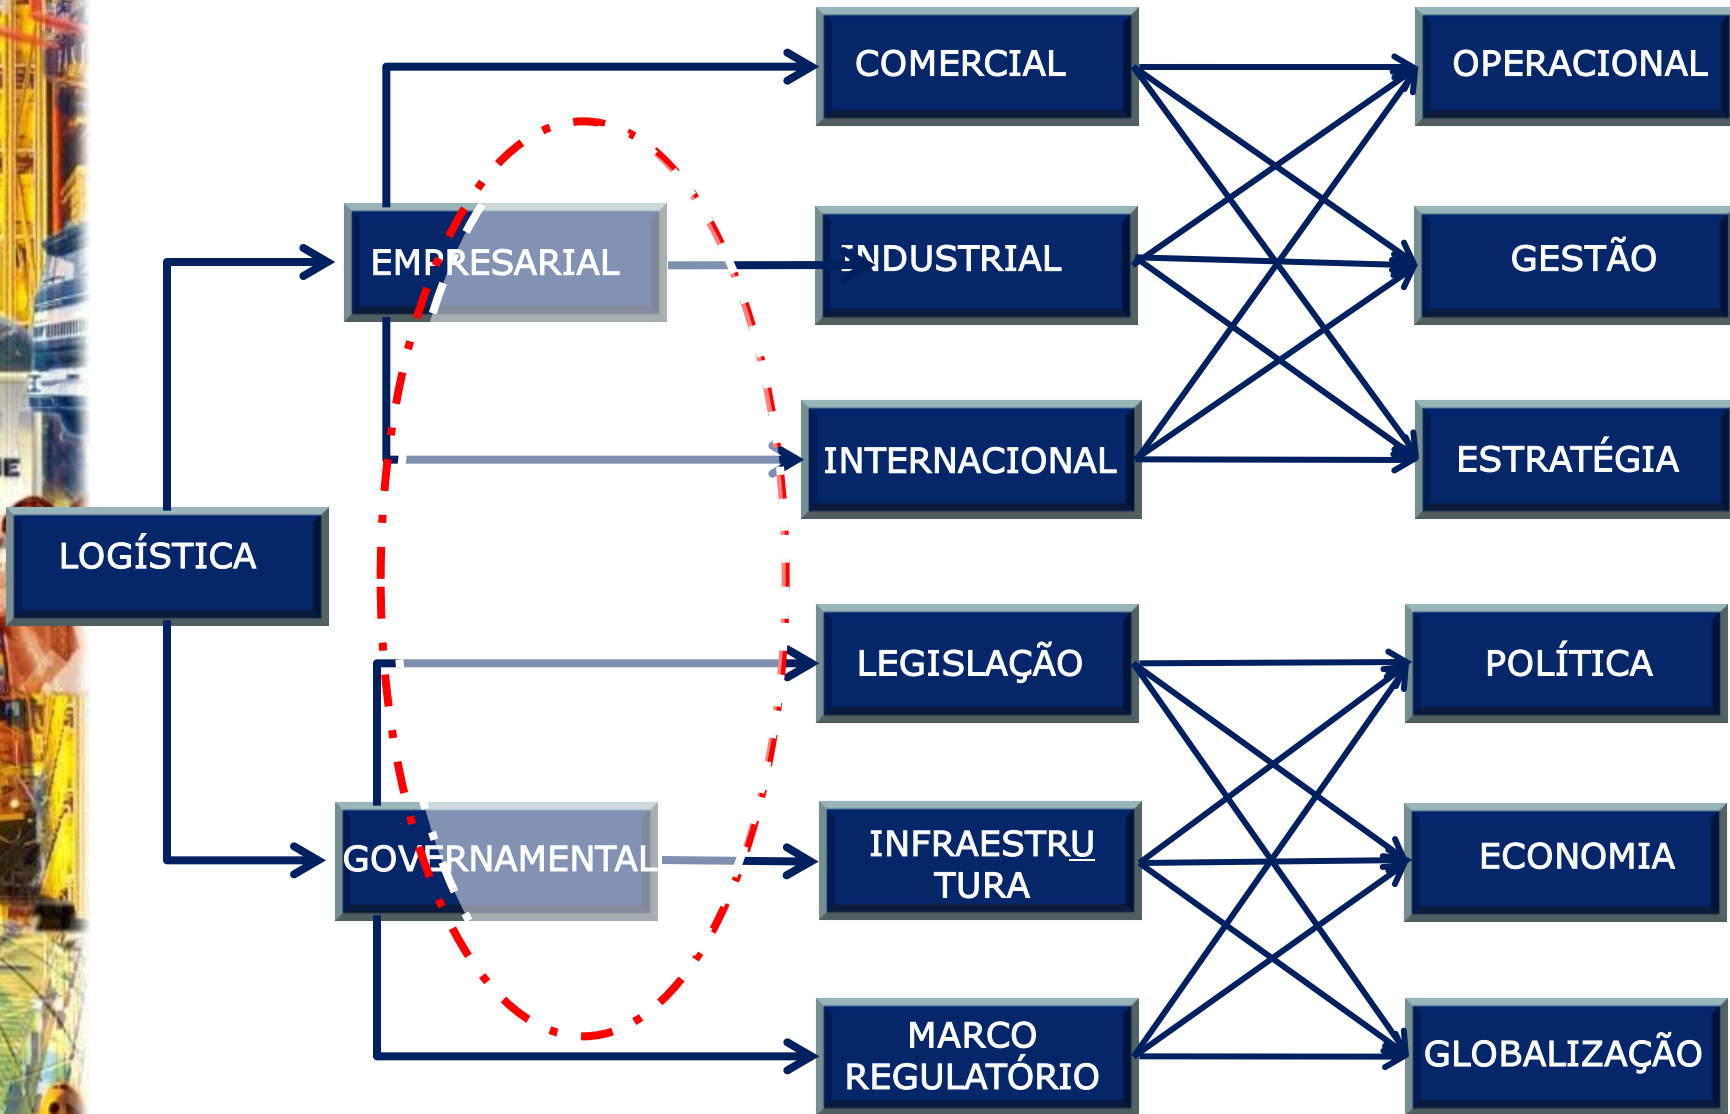 COMERCIAL
OPERACIONAL
EMPRESARIAL
INDUSTRIAL
GESTÃO
INTERNACIONAL
ESTRATÉGIA
LOGÍSTICA
LEGISLAÇÃO
POLÍTICA
GOVERNAMENTAL
INFRAESTRU
TURA
ECONOMIA
MARCO
REGULATÓRIO
GLOBALIZAÇÃO